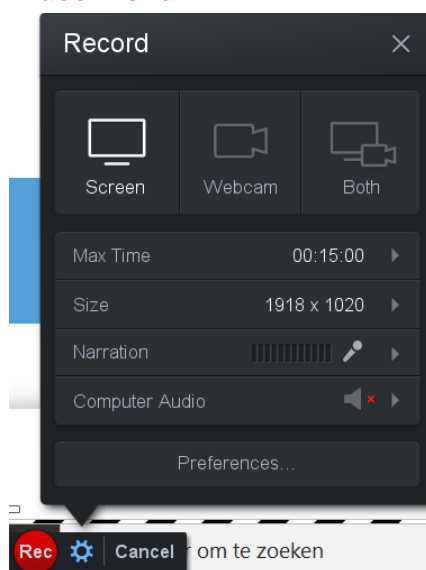 Record
Screen Webcam Both
Max Time 00:15:00
Size 1918 x 1020
Narration
Computer Audio
Preferences...
Rec Cancel om te zoeken